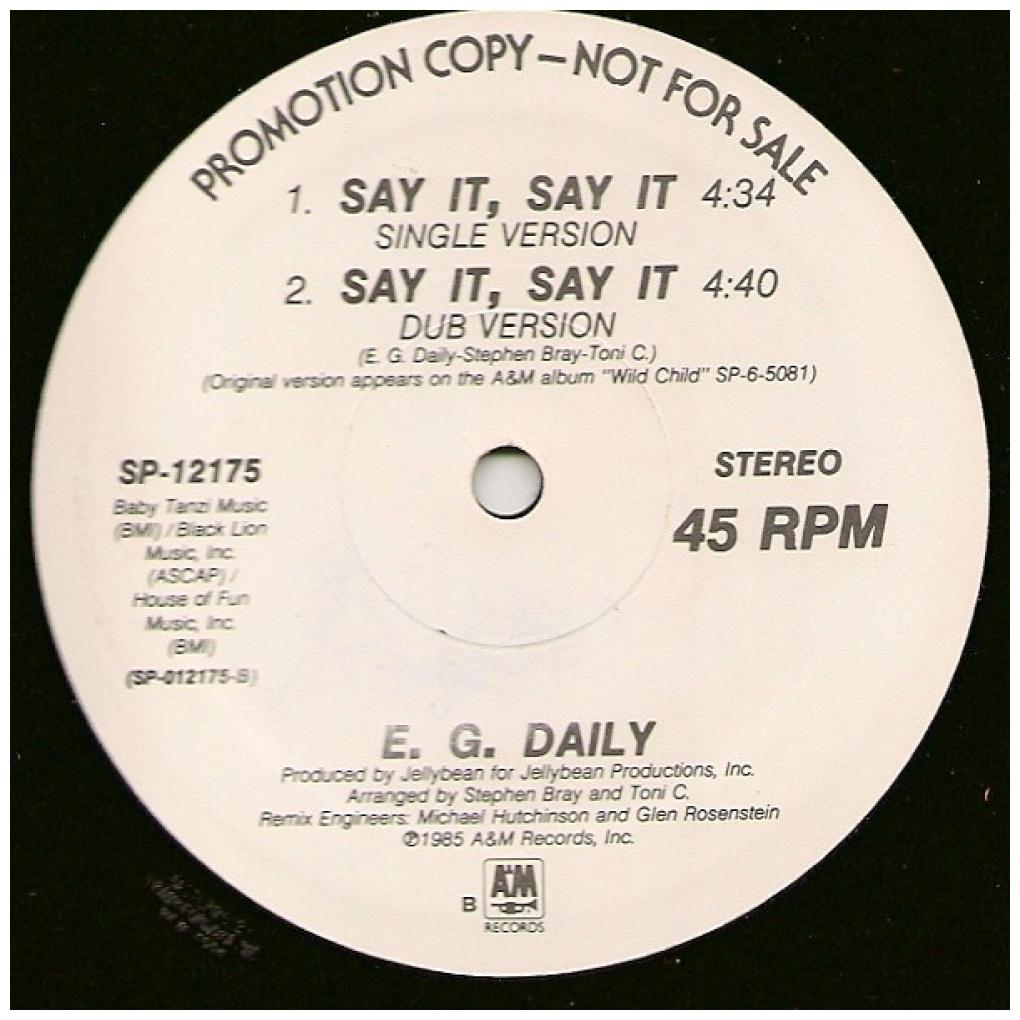 PROMOTION COPY — NOT FOR SALE
1. SAY IT, SAY IT 4:34
SINGLE VERSION
2. SAY IT, SAY IT 4:40
DUB VERSION
(E. G. Daily-Stephen Bray-Toni C.)
(Original version appears on the A&M album "Wild Child" SP-6-5081)
SP-12175
Baby Tanzi Music
(BMI) / Black Lion
Music, Inc.
(ASCAP) /
House of Fun
Music, Inc.
(BMI)
(SP-012175-B)
STEREO
45 RPM
E. G. DAILY
Produced by Jellybean for Jellybean Productions, Inc.
Arranged by Stephen Bray and Toni C.
Remix Engineers: Michael Hutchinson and Glen Rosenstein
℗1985 A&M Records, Inc.
B
A&M
RECORDS